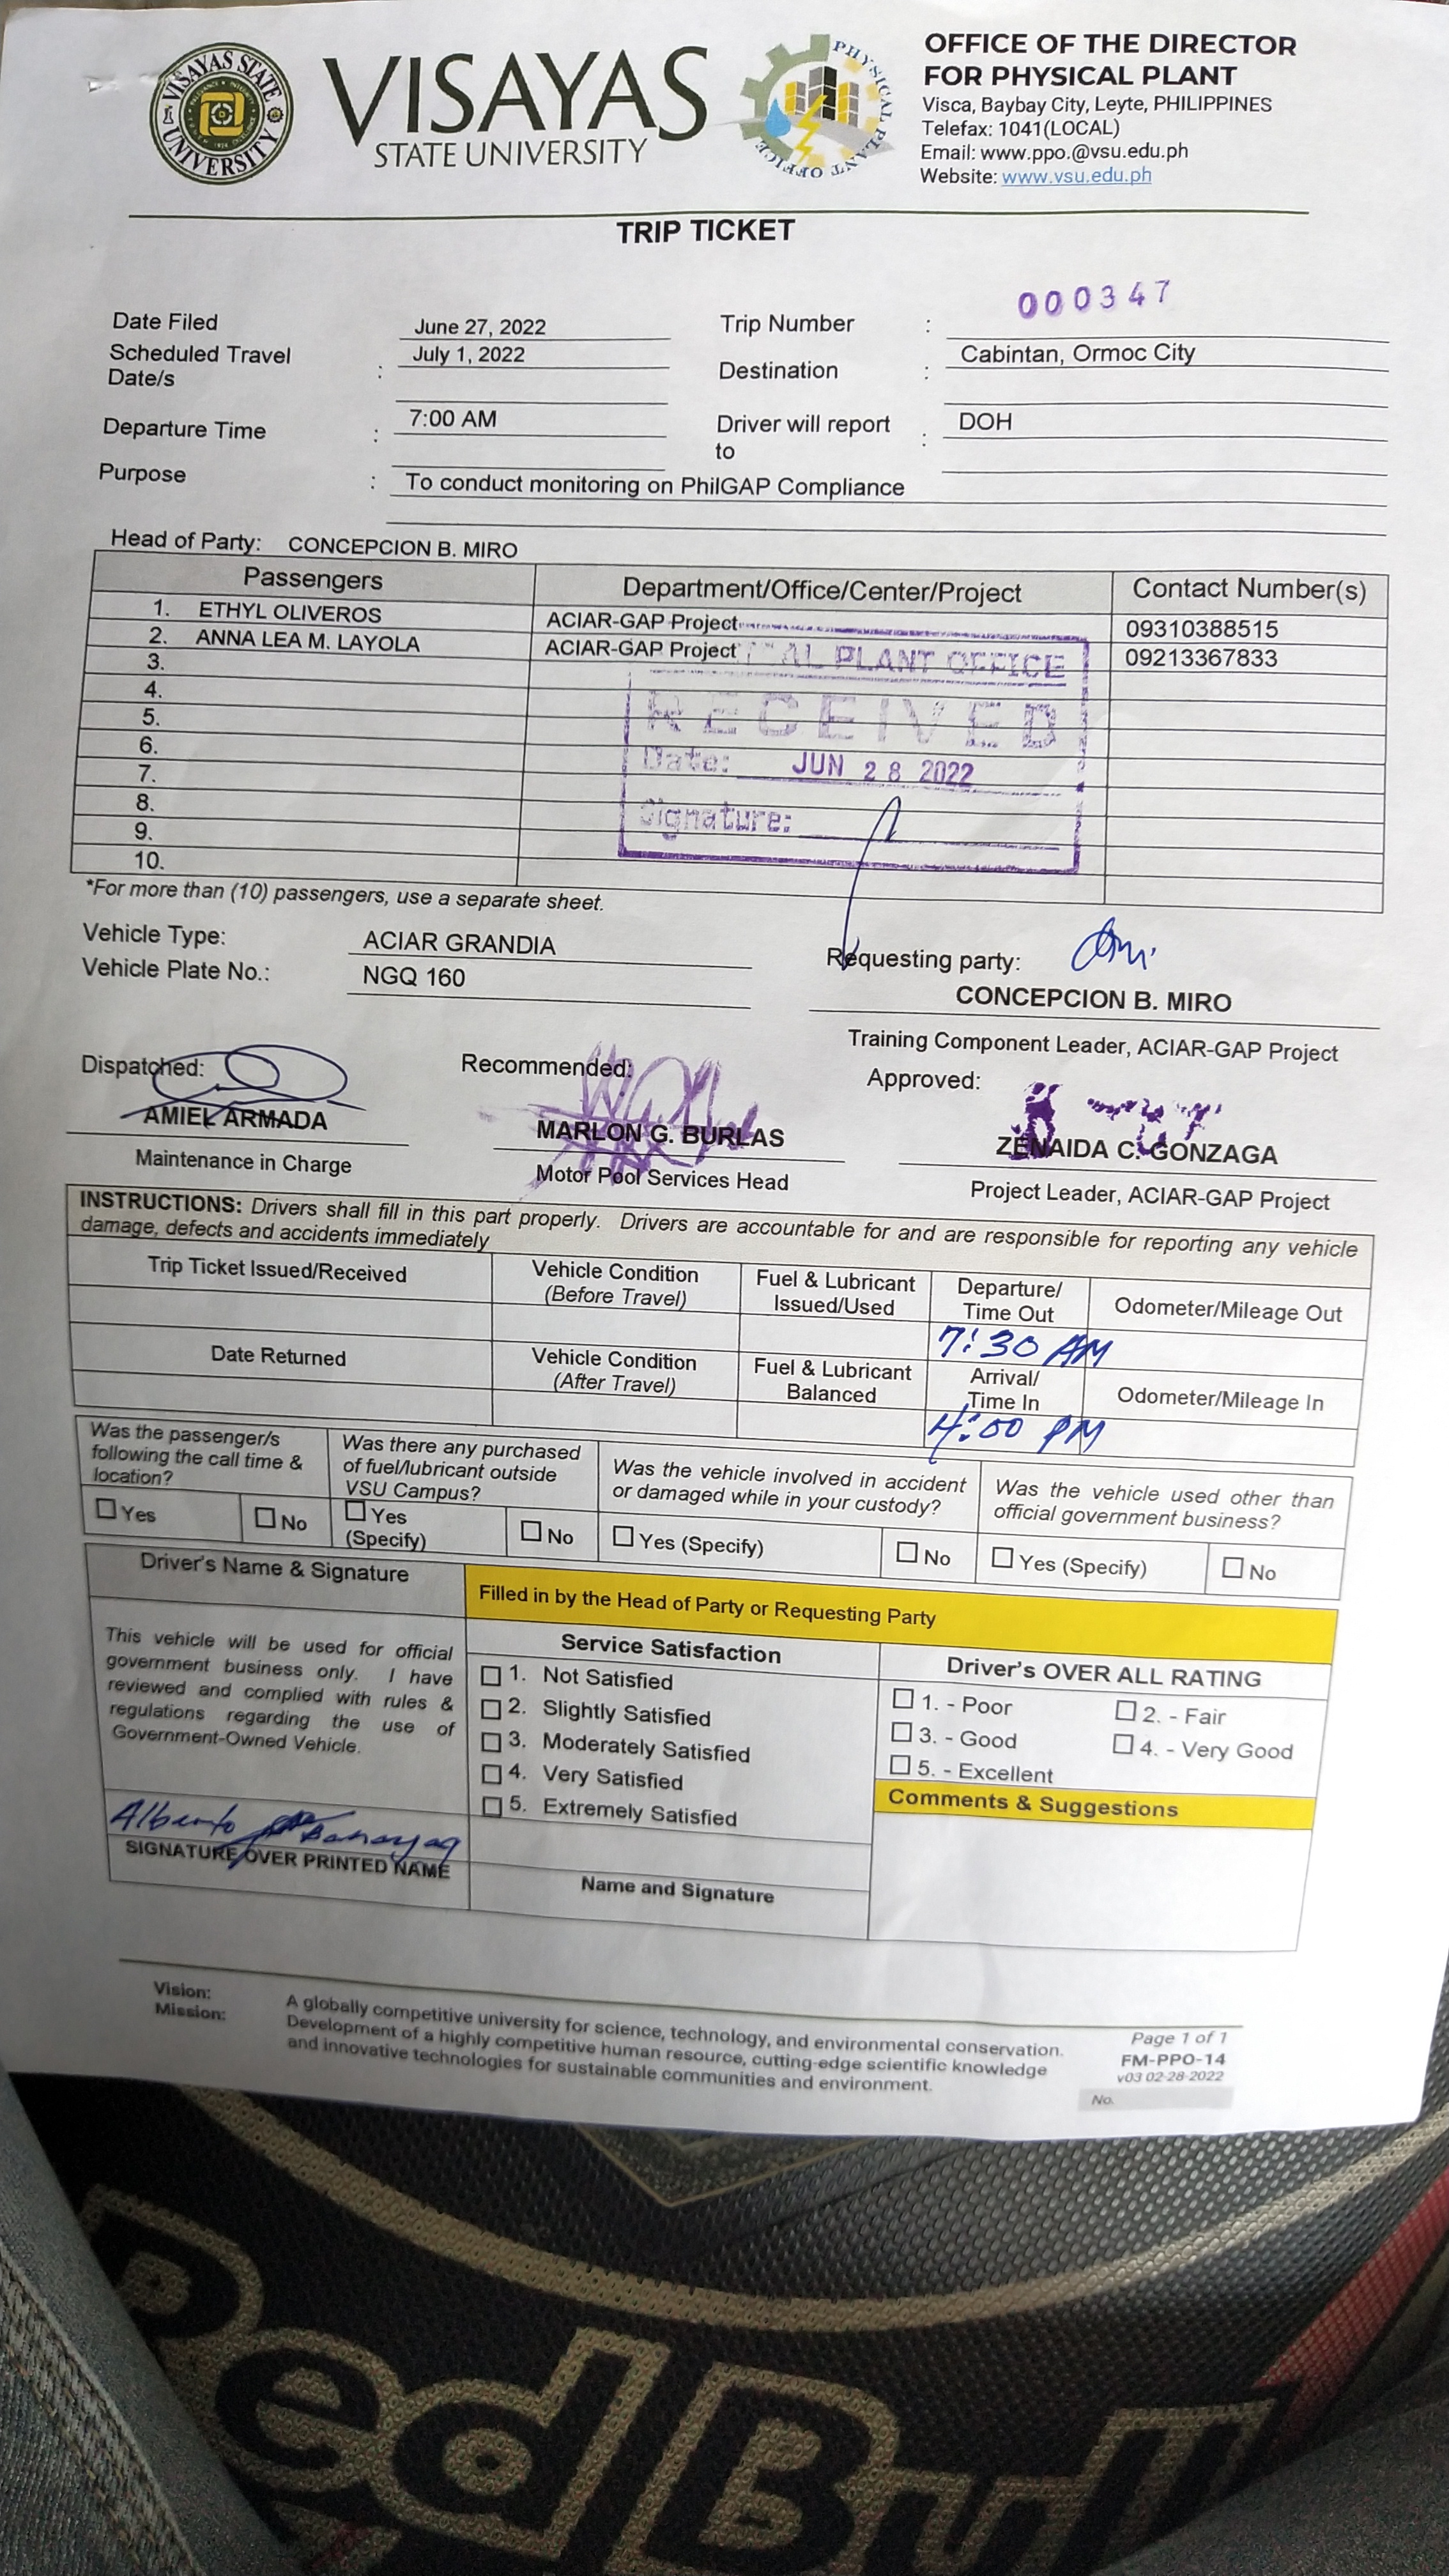 VISAYAS STATE UNIVERSITY
VISAYAS
STATE UNIVERSITY
PHYSICAL PLANT OFFICE
OFFICE OF THE DIRECTOR
FOR PHYSICAL PLANT
Visca, Baybay City, Leyte, PHILIPPINES
Telefax: 1041(LOCAL)
Email: www.ppo.@vsu.edu.ph
Website: www.vsu.edu.ph
TRIP TICKET
000347
Date Filed June 27, 2022 Trip Number :
Scheduled Travel Date/s : July 1, 2022 Destination : Cabintan, Ormoc City
Departure Time : 7:00 AM Driver will report to : DOH
Purpose : To conduct monitoring on PhilGAP Compliance
Head of Party: CONCEPCION B. MIRO
Passengers Department/Office/Center/Project Contact Number(s)
1. ETHYL OLIVEROS ACIAR-GAP Project 09310388515
2. ANNA LEA M. LAYOLA ACIAR-GAP Project 09213367833
3.
4.
5.
6.
7.
8.
9.
10.
AL PLANT OFFICE
RECEIVED
Date: JUN 28 2022
Signature:
*For more than (10) passengers, use a separate sheet.
Vehicle Type: ACIAR GRANDIA
Vehicle Plate No.: NGQ 160
Requesting party:
CONCEPCION B. MIRO
Training Component Leader, ACIAR-GAP Project
Dispatched: Recommended: Approved:
AMIEL ARMADA MARLON G. BURLAS ZENAIDA C. GONZAGA
Maintenance in Charge Motor Pool Services Head Project Leader, ACIAR-GAP Project
INSTRUCTIONS: Drivers shall fill in this part properly. Drivers are accountable for and are responsible for reporting any vehicle
damage, defects and accidents immediately
Trip Ticket Issued/Received Vehicle Condition (Before Travel) Fuel & Lubricant Issued/Used Departure/ Time Out Odometer/Mileage Out
7:30 AM
Date Returned Vehicle Condition (After Travel) Fuel & Lubricant Balanced Arrival/ Time In Odometer/Mileage In
4:00 PM
Was the passenger/s following the call time & location? Was there any purchased of fuel/lubricant outside VSU Campus? Was the vehicle involved in accident or damaged while in your custody? Was the vehicle used other than official government business?
Yes No Yes (Specify) No Yes (Specify) No Yes (Specify) No
Driver's Name & Signature
Filled in by the Head of Party or Requesting Party
This vehicle will be used for official
government business only. I have
reviewed and complied with rules &
regulations regarding the use of
Government-Owned Vehicle.
Alberto
SIGNATURE OVER PRINTED NAME
Service Satisfaction
1. Not Satisfied
2. Slightly Satisfied
3. Moderately Satisfied
4. Very Satisfied
5. Extremely Satisfied
Name and Signature
Driver's OVER ALL RATING
1. - Poor 2. - Fair
3. - Good 4. - Very Good
5. - Excellent
Comments & Suggestions
Vision: A globally competitive university for science, technology, and environmental conservation.
Mission: Development of a highly competitive human resource, cutting-edge scientific knowledge
and innovative technologies for sustainable communities and environment.
Page 1 of 1
FM-PPO-14
v03 02-28-2022
No.
Red Bull